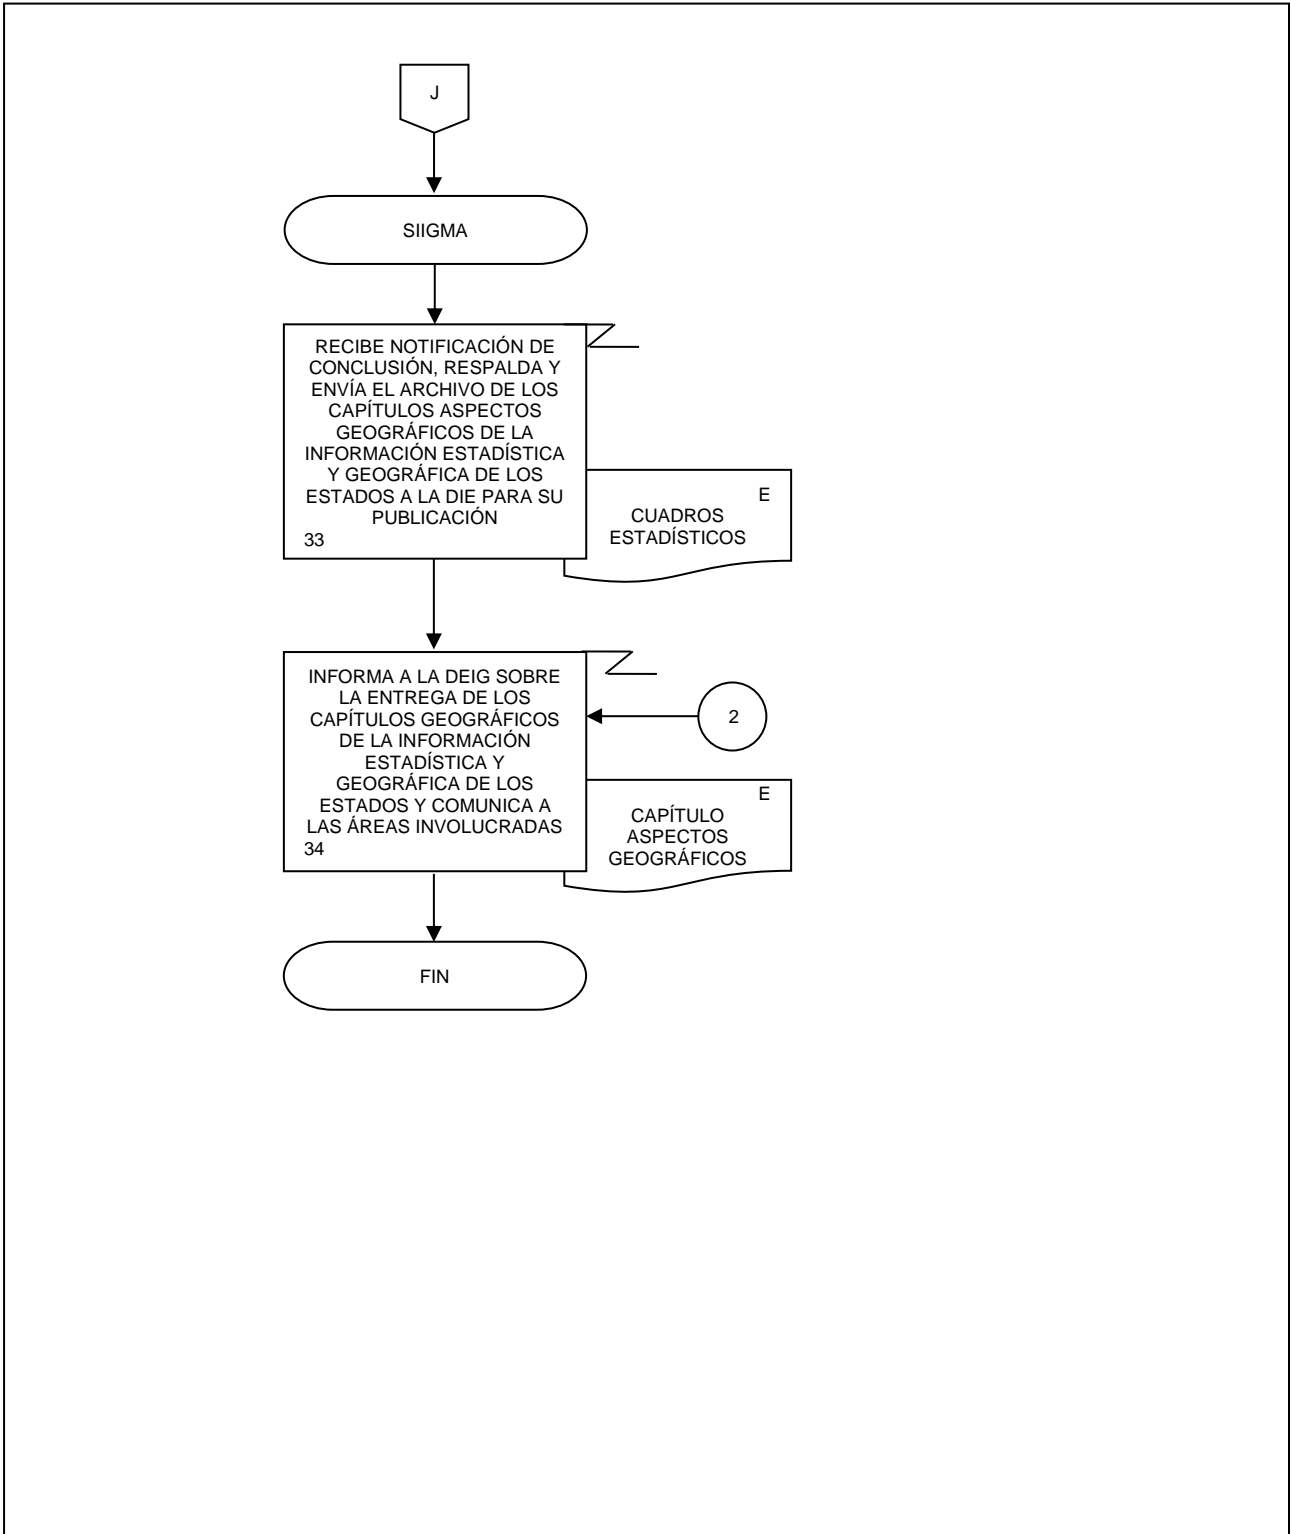 J
SIIGMA
RECIBE NOTIFICACIÓN DE
CONCLUSIÓN, RESPALDA Y
ENVÍA EL ARCHIVO DE LOS
CAPÍTULOS ASPECTOS
GEOGRÁFICOS DE LA
INFORMACIÓN ESTADÍSTICA
Y GEOGRÁFICA DE LOS
ESTADOS A LA DIE PARA SU
PUBLICACIÓN
33
E
CUADROS
ESTADÍSTICOS
INFORMA A LA DEIG SOBRE
LA ENTREGA DE LOS
CAPÍTULOS GEOGRÁFICOS
DE LA INFORMACIÓN
ESTADÍSTICA Y
GEOGRÁFICA DE LOS
ESTADOS Y COMUNICA A
LAS ÁREAS INVOLUCRADAS
34
2
E
CAPÍTULO
ASPECTOS
GEOGRÁFICOS
FIN